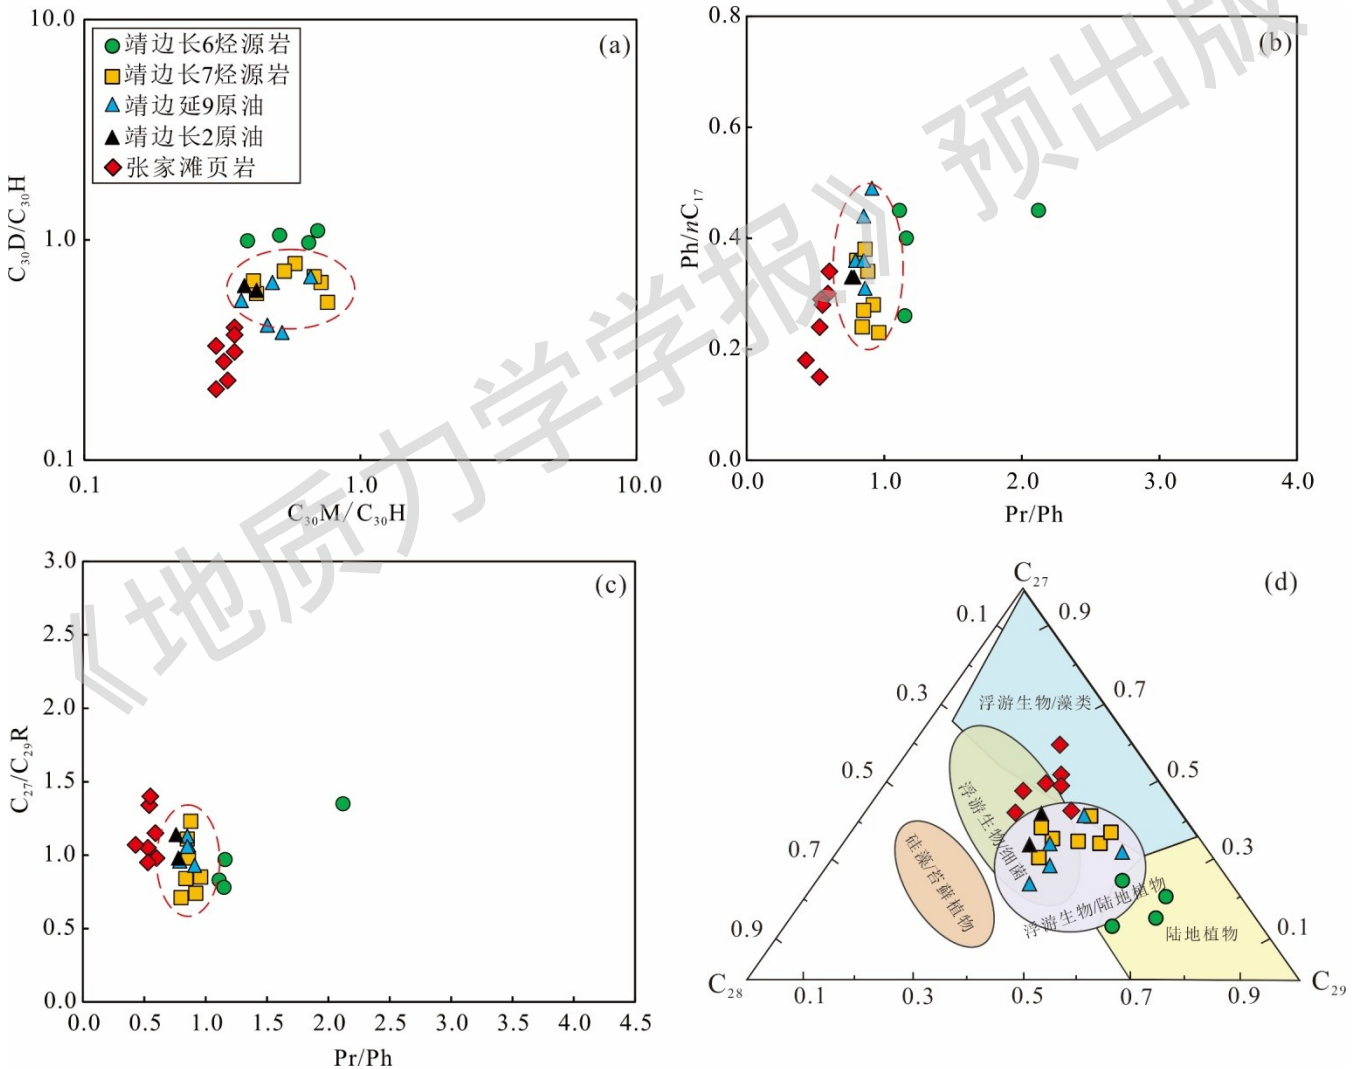 10.0
1.0
0.1
C₃₀D/C₃₀H
靖边长6烃源岩
靖边长7烃源岩
靖边延9原油
靖边长2原油
张家滩页岩
(a)
0.1
1.0
10.0
C₃₀M/C₃₀H
0.8
0.6
0.4
0.2
0.0
Ph/nC₁₇
(b)
0.0
1.0
2.0
3.0
4.0
Pr/Ph
3.0
2.5
2.0
1.5
1.0
0.5
0.0
C₂₇/C₂₉R
(c)
0.0
0.5
1.0
1.5
2.0
2.5
3.0
3.5
4.0
4.5
Pr/Ph
C₂₇
(d)
0.1
0.9
0.3
0.7
0.5
0.5
0.7
0.3
0.9
0.1
浮游生物/藻类
浮游生物/细菌
硅藻/苔藓植物
浮游生物/陆地植物
陆地植物
C₂₈
0.1
0.3
0.5
0.7
0.9
C₂₉
《地质力学学报》预出版